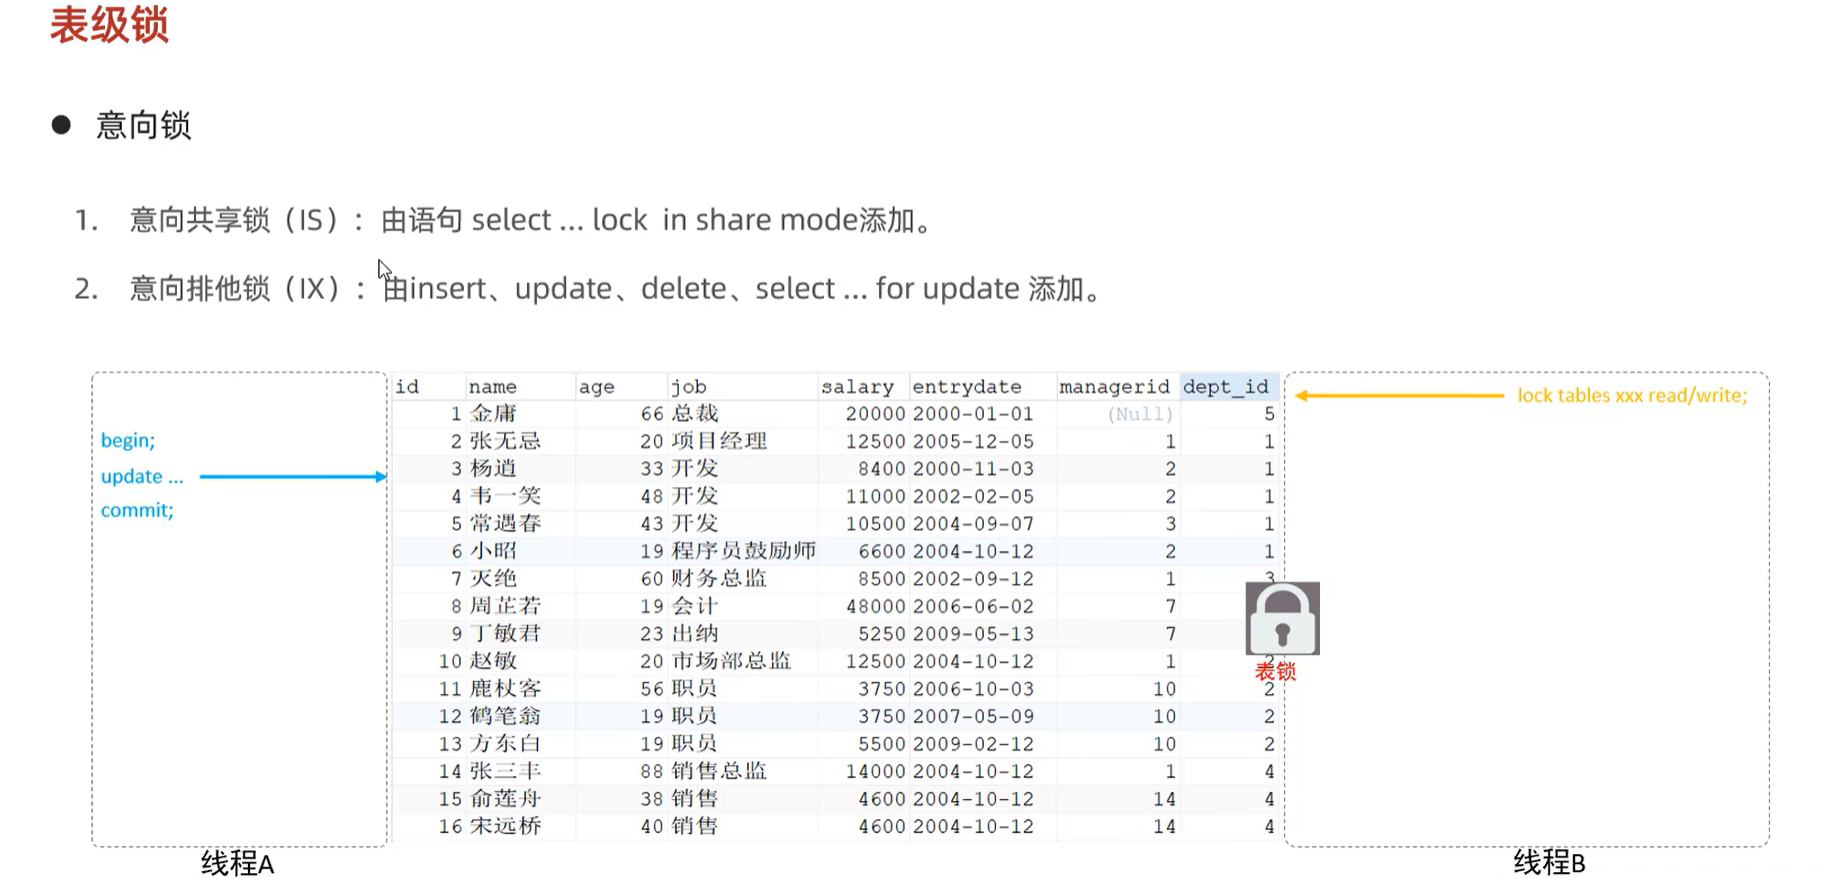 表级锁
● 意向锁
1. 意向共享锁（IS）：由语句 select ... lock in share mode添加。
2. 意向排他锁（IX）：由insert、update、delete、select ... for update 添加。
begin;
update ...
commit;
id name age job salary entrydate managerid dept_id
1 金庸 66 总裁 20000 2000-01-01 (Null) 5
2 张无忌 20 项目经理 12500 2005-12-05 1 1
3 杨逍 33 开发 8400 2000-11-03 2 1
4 韦一笑 48 开发 11000 2002-02-05 2 1
5 常遇春 43 开发 10500 2004-09-07 3 1
6 小昭 19 程序员鼓励师 6600 2004-10-12 2 1
7 灭绝 60 财务总监 8500 2002-09-12 1 3
8 周芷若 19 会计 48000 2006-06-02 7
9 丁敏君 23 出纳 5250 2009-05-13 7
10 赵敏 20 市场部总监 12500 2004-10-12 1 2
11 鹿杖客 56 职员 3750 2006-10-03 10 2
12 鹤笔翁 19 职员 3750 2007-05-09 10 2
13 方东白 19 职员 5500 2009-02-12 10 2
14 张三丰 88 销售总监 14000 2004-10-12 1 4
15 俞莲舟 38 销售 4600 2004-10-12 14 4
16 宋远桥 40 销售 4600 2004-10-12 14 4
lock tables xxx read/write;
表锁
线程A
线程B